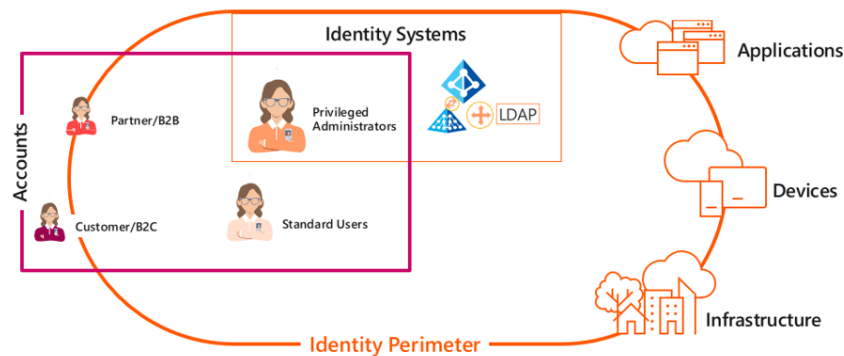 Identity Systems
Applications
Accounts
Partner/B2B
Privileged
Administrators
LDAP
Devices
Customer/B2C
Standard Users
Infrastructure
Identity Perimeter